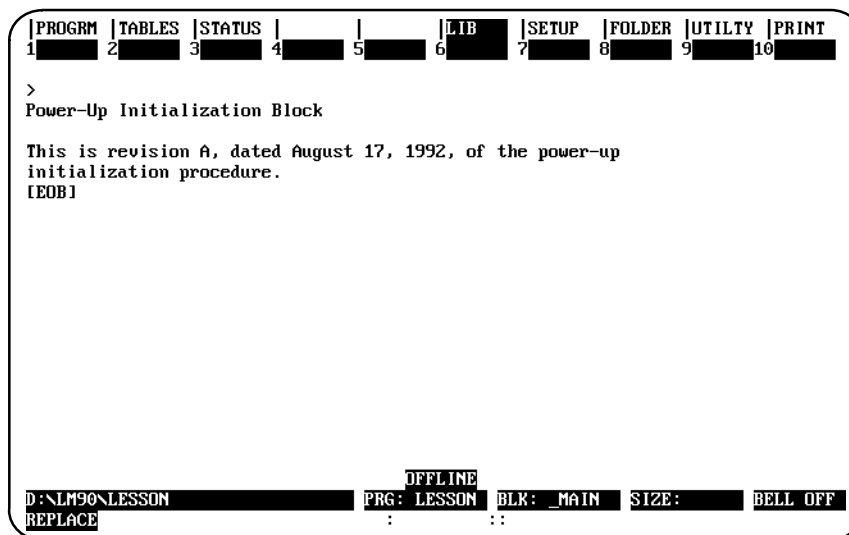 |PROGRM |TABLES |STATUS | | |LIB |SETUP |FOLDER |UTILTY |PRINT
1 2 3 4 5 6 7 8 9 10
>
Power-Up Initialization Block
This is revision A, dated August 17, 1992, of the power-up
initialization procedure.
[EOB]
OFFLINE
D:\LM90\LESSON PRG: LESSON BLK: _MAIN SIZE: BELL OFF
REPLACE : ::